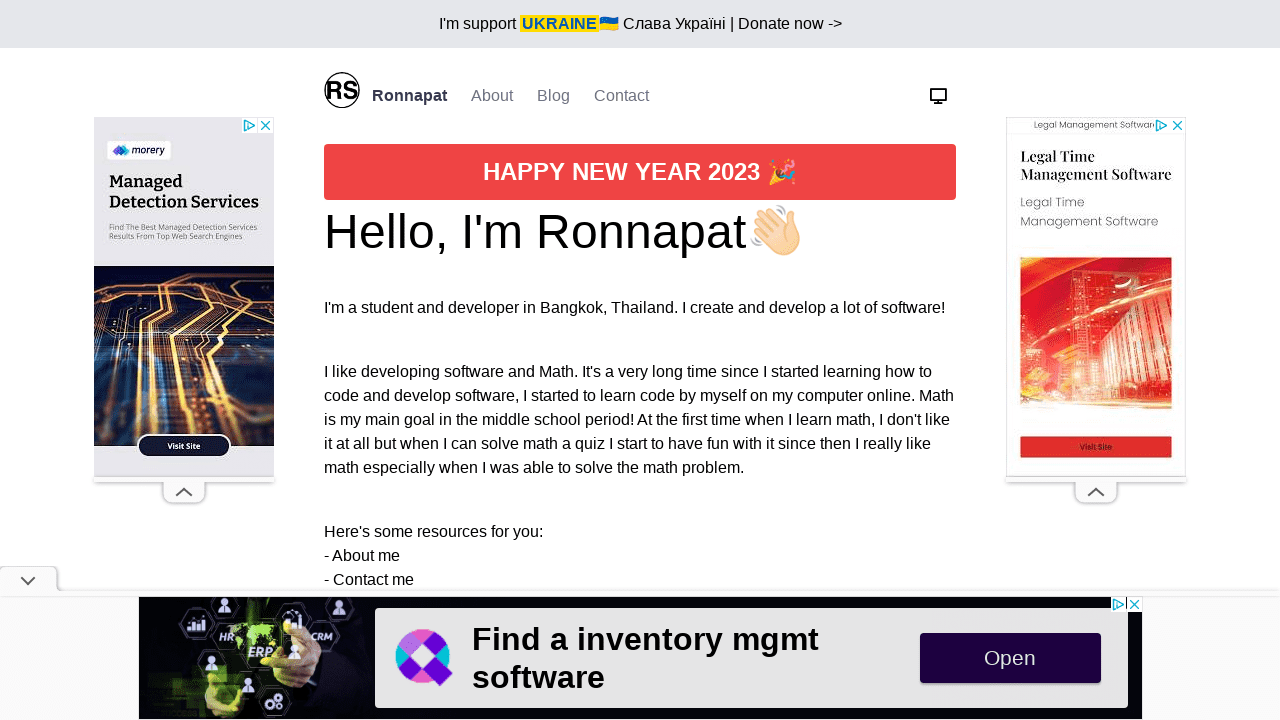 I'm support UKRAINE🇺🇦 Слава Україні | Donate now ->
RS
Ronnapat
About
Blog
Contact
HAPPY NEW YEAR 2023 🎉
Hello, I'm Ronnapat👋🏻
I'm a student and developer in Bangkok, Thailand. I create and develop a lot of software!
I like developing software and Math. It's a very long time since I started learning how to
code and develop software, I started to learn code by myself on my computer online. Math
is my main goal in the middle school period! At the first time when I learn math, I don't like
it at all but when I can solve math a quiz I start to have fun with it since then I really like
math especially when I was able to solve the math problem.
Here's some resources for you:
- About me
- Contact me
morery
Managed
Detection Services
Find The Best Managed Detection Services
Results From Top Web Search Engines
Visit Site
Legal Management Software
Legal Time
Management Software
Legal Time
Management Software
Visit Site
HR
ERP
CRM
Find a inventory mgmt
software
Open